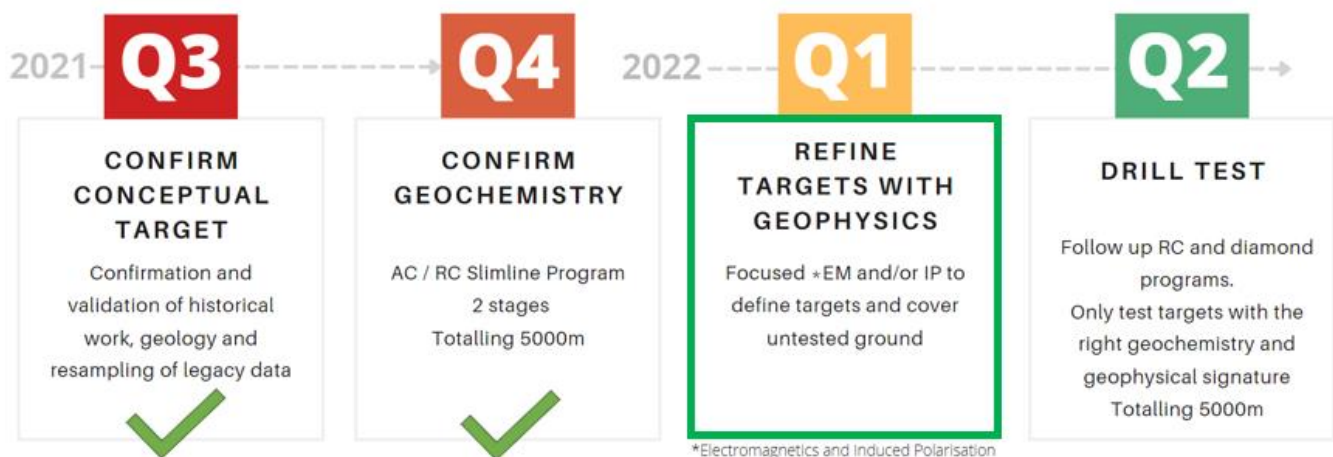 2021
Q3
CONFIRM
CONCEPTUAL
TARGET
Confirmation and
validation of historical
work, geology and
resampling of legacy data
Q4
CONFIRM
GEOCHEMISTRY
AC / RC Slimline Program
2 stages
Totalling 5000m
2022
Q1
REFINE
TARGETS WITH
GEOPHYSICS
Focused *EM and/or IP to
define targets and cover
untested ground
*Electromagnetics and Induced Polarisation
Q2
DRILL TEST
Follow up RC and diamond
programs.
Only test targets with the
right geochemistry and
geophysical signature
Totalling 5000m